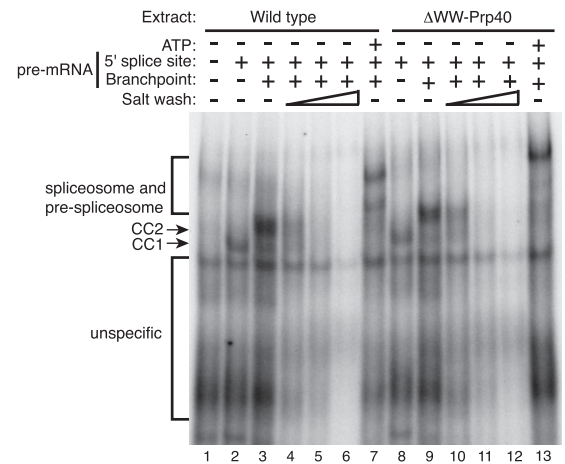 Extract: Wild type ΔWW-Prp40
ATP: - - - - - - + - - - - - +
pre-mRNA 5' splice site: - + + + + + + + + + + + +
Branchpoint: - - + + + + + - + + + + +
Salt wash: - - - - - - -
spliceosome and
pre-spliceosome
CC2
CC1
unspecific
1 2 3 4 5 6 7 8 9 10 11 12 13